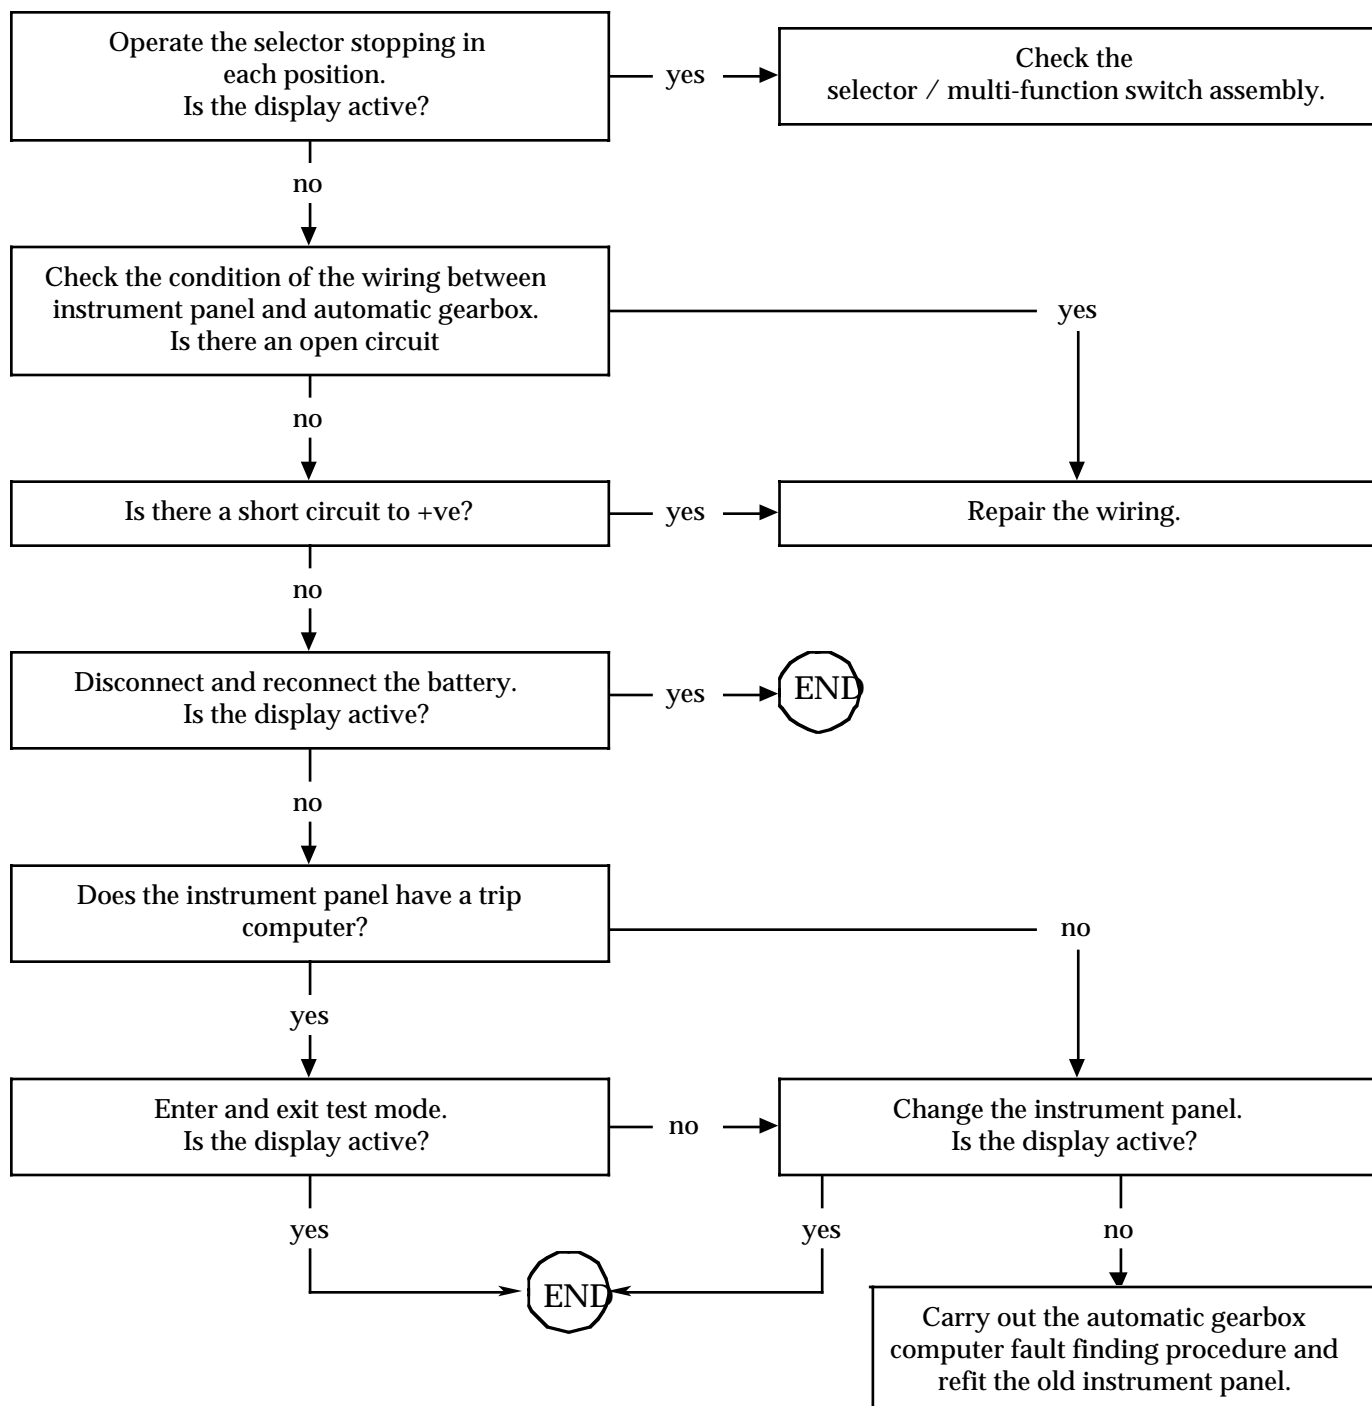 Operate the selector stopping in
each position.
Is the display active?
yes
Check the
selector / multi-function switch assembly.
no
Check the condition of the wiring between
instrument panel and automatic gearbox.
Is there an open circuit
yes
no
Is there a short circuit to +ve?
yes
Repair the wiring.
no
Disconnect and reconnect the battery.
Is the display active?
yes
END
no
Does the instrument panel have a trip
computer?
no
yes
Enter and exit test mode.
Is the display active?
no
Change the instrument panel.
Is the display active?
yes
yes
no
END
Carry out the automatic gearbox
computer fault finding procedure and
refit the old instrument panel.